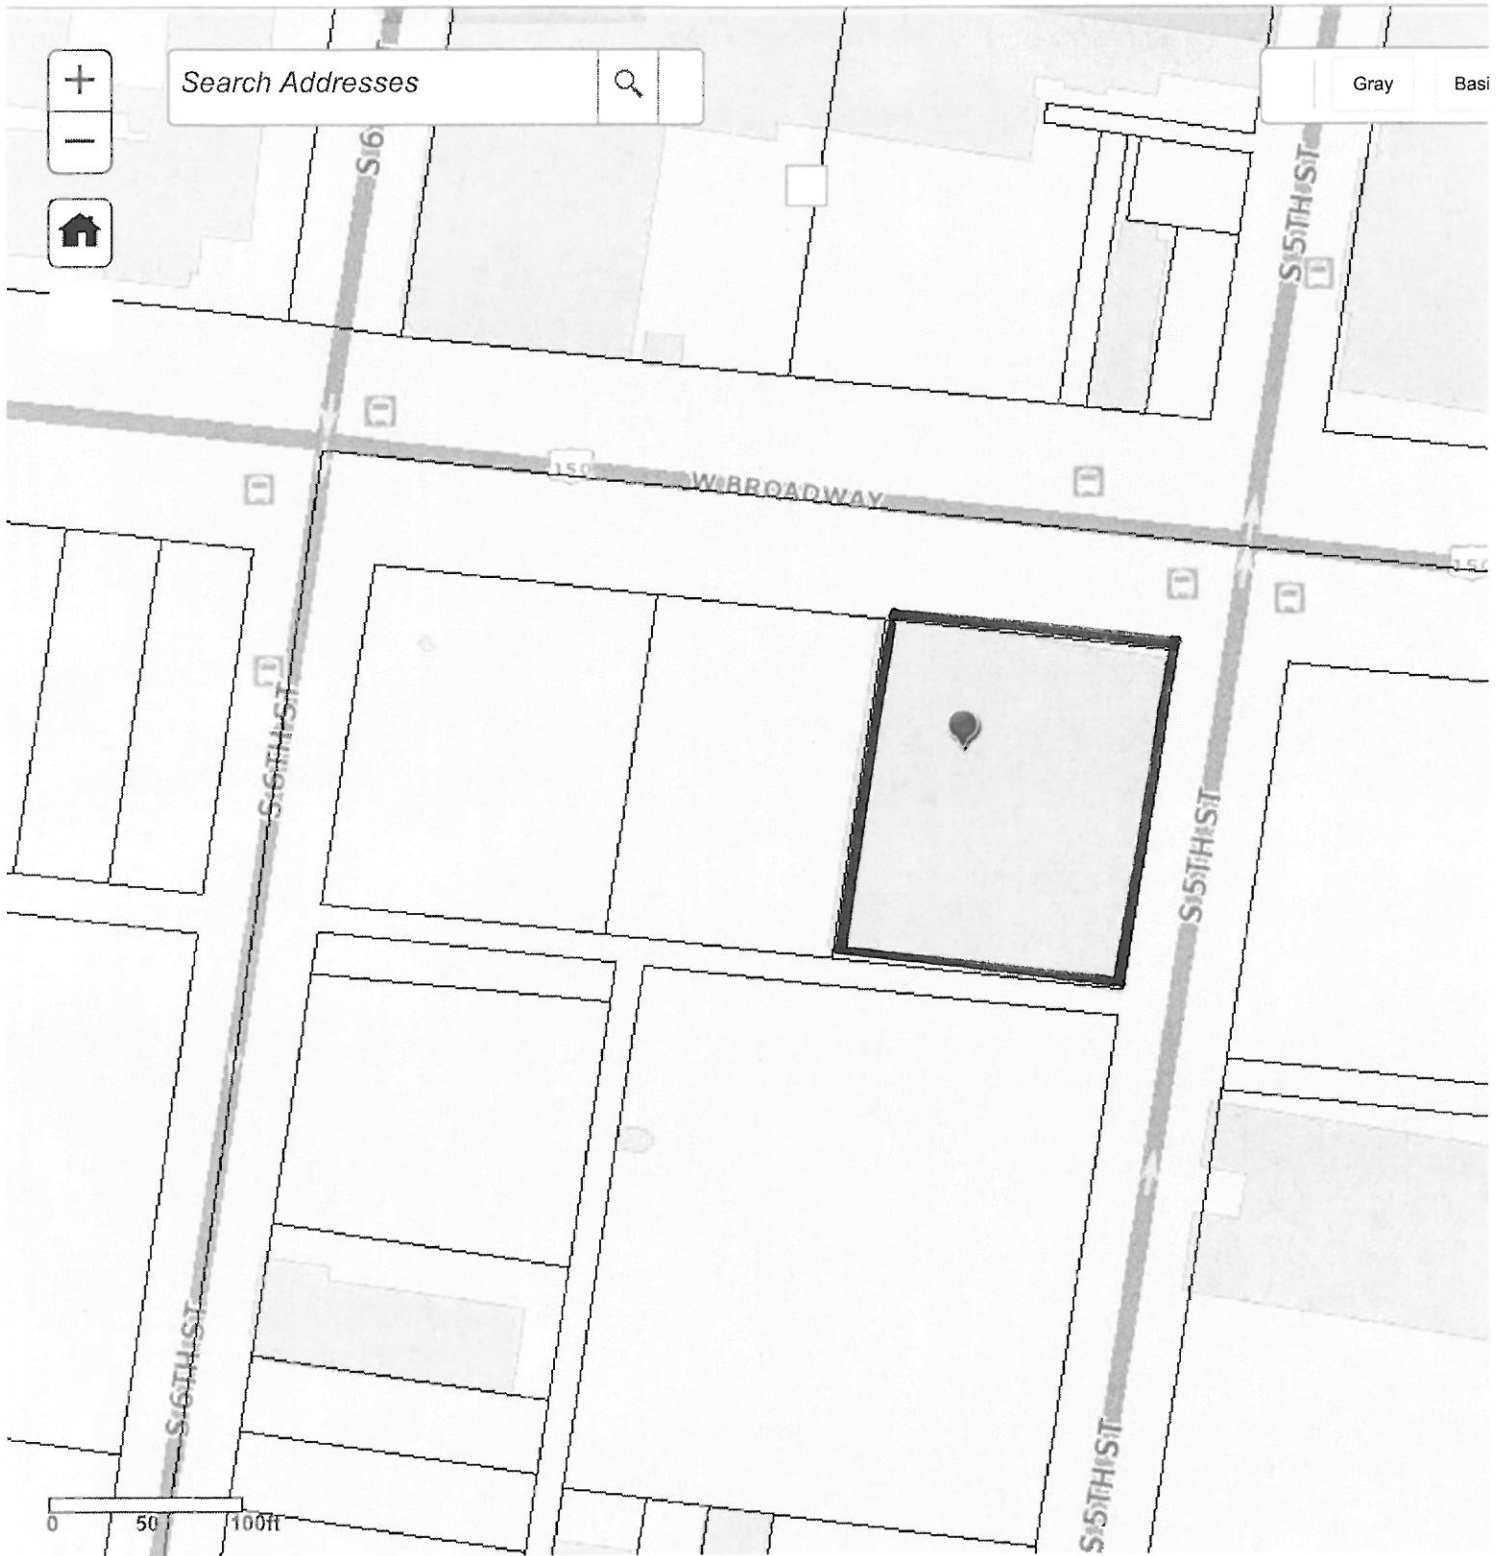 +
Search Addresses
Gray
Basi
−
S 6
S 5TH ST
150
W BROADWAY
150
S 6TH ST
S 5TH ST
S 6TH ST
S 5TH ST
0 50 100ft